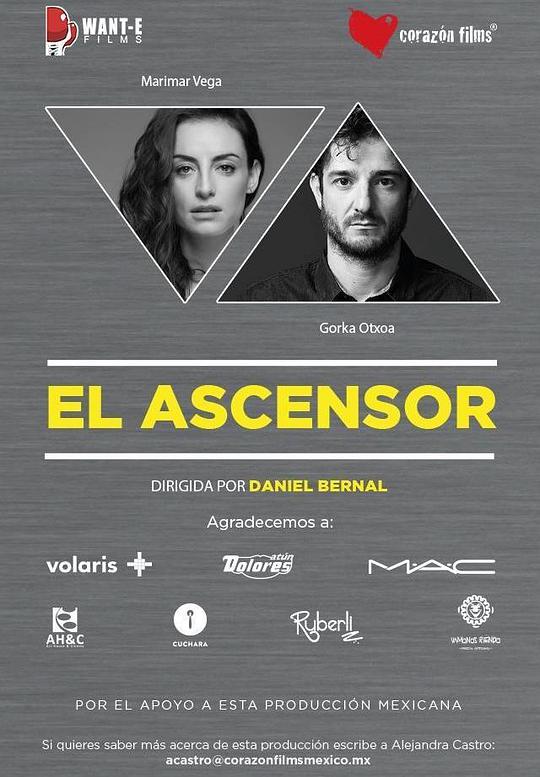 WANT-E
FILMS
corazón films®
Marimar Vega
Gorka Otxoa
EL ASCENSOR
DIRIGIDA POR DANIEL BERNAL
Agradecemos a:
volaris
atún
Dolores
MAC
AH&C
CUCHARA
Ruberli
VAMONOS RIENDO
POR EL APOYO A ESTA PRODUCCIÓN MEXICANA
Si quieres saber más acerca de esta producción escribe a Alejandra Castro:
acastro@corazonfilmsmexico.mx